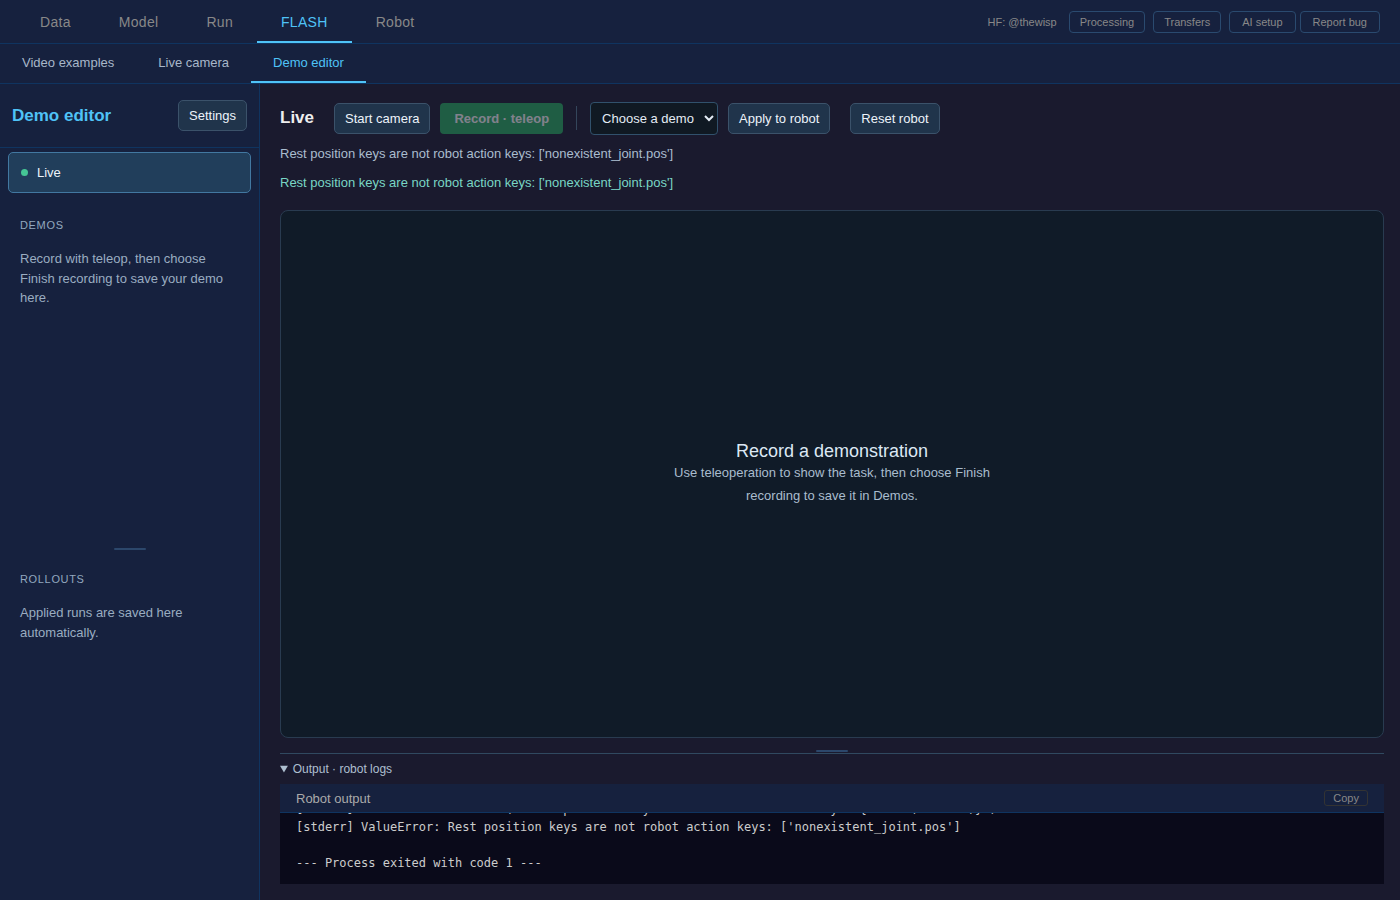 Data Model Run FLASH Robot HF: @thewisp Processing Transfers AI setup Report bug
Video examples Live camera Demo editor
Demo editor Settings
Live
DEMOS
Record with teleop, then choose
Finish recording to save your demo
here.
ROLLOUTS
Applied runs are saved here
automatically.
Live Start camera Record · teleop Choose a demo Apply to robot Reset robot
Rest position keys are not robot action keys: ['nonexistent_joint.pos']
Rest position keys are not robot action keys: ['nonexistent_joint.pos']
Record a demonstration
Use teleoperation to show the task, then choose Finish
recording to save it in Demos.
Output · robot logs
Robot output Copy
[stderr] ValueError: Rest position keys are not robot action keys: ['nonexistent_joint.pos']
--- Process exited with code 1 ---